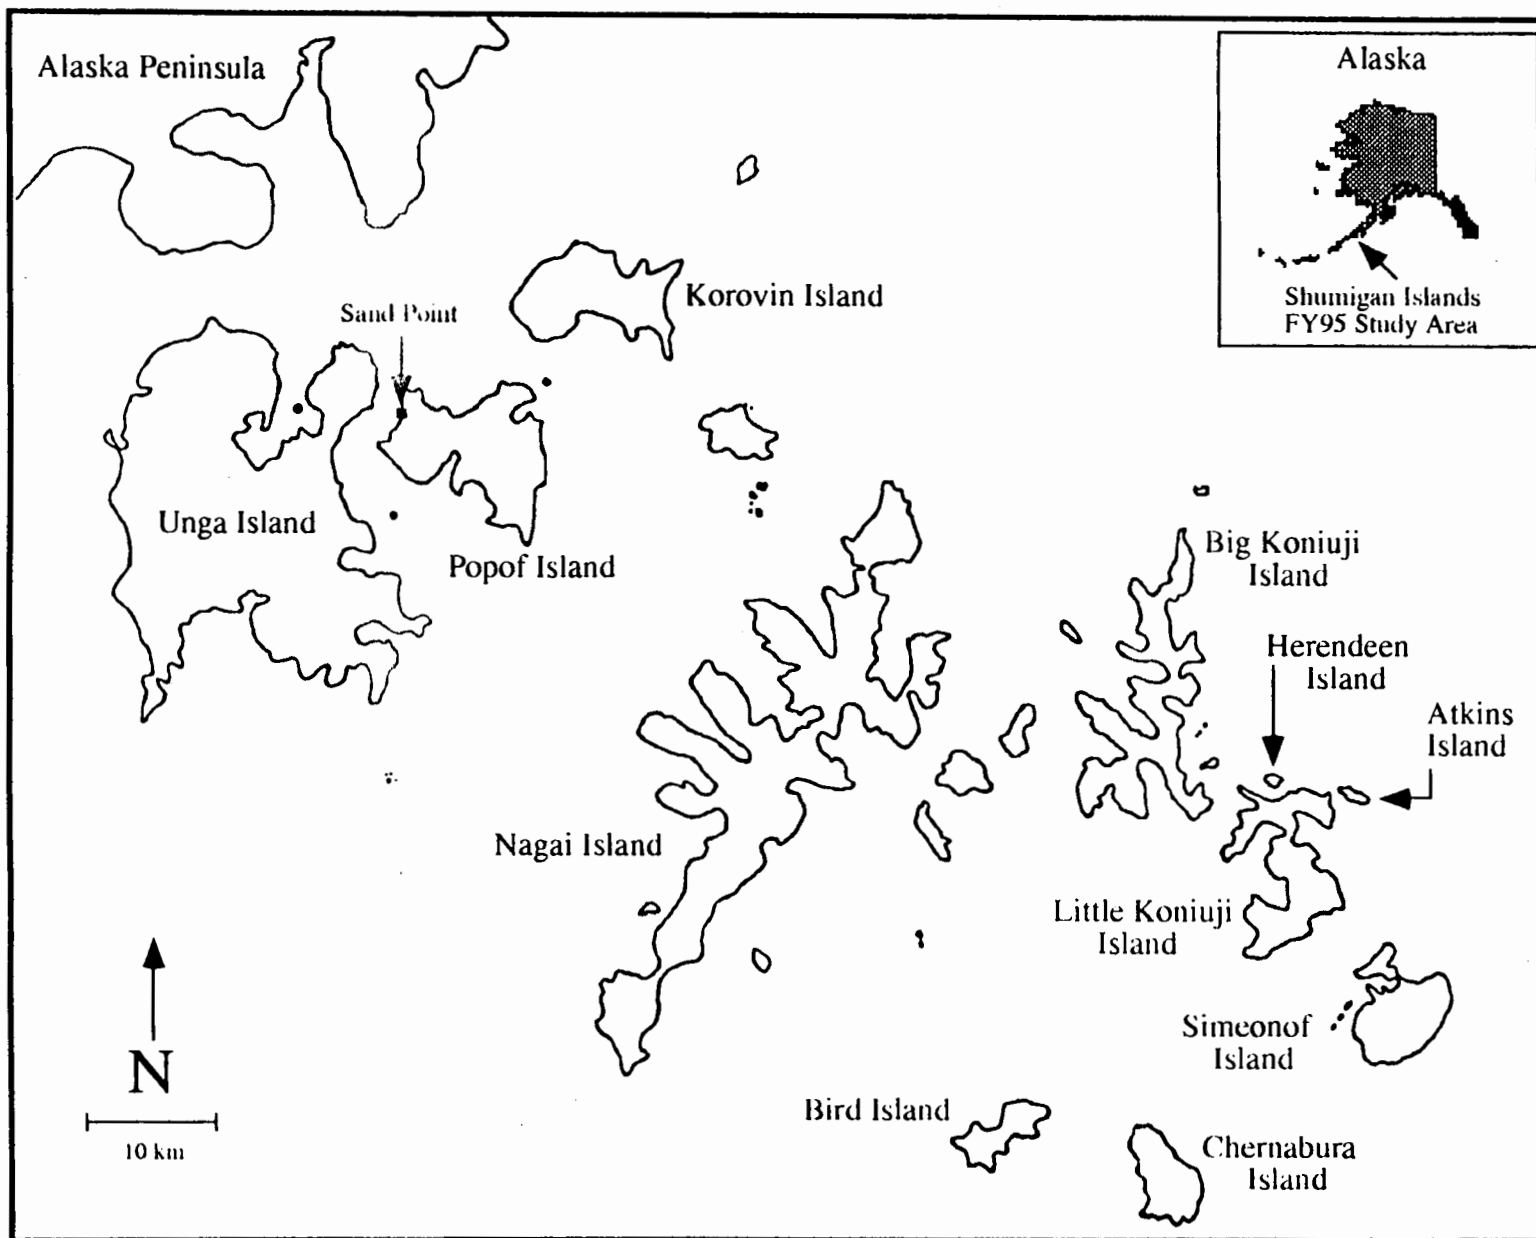 Alaska Peninsula
Alaska
Shumigan Islands
FY95 Study Area
Korovin Island
Sand Point
Unga Island
Popof Island
Big Koniuji
Island
Herendeen
Island
Atkins
Island
Nagai Island
Little Koniuji
Island
Simeonof
Island
Bird Island
Chernabura
Island
N
10 km